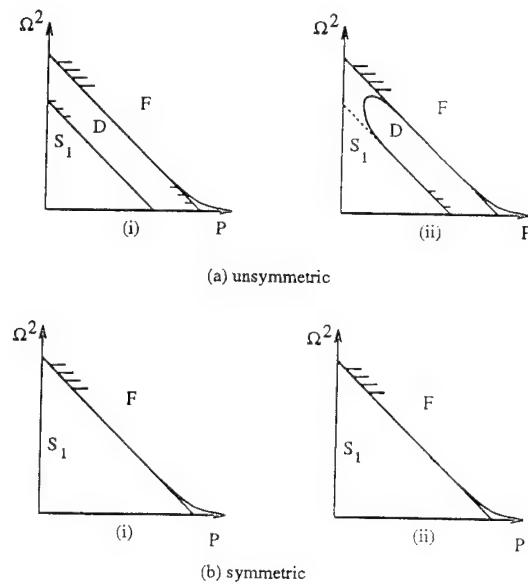 Ω²
F
D
S₁
(i)
P
Ω²
F
D
S₁
(ii)
P
(a) unsymmetric
Ω²
F
S₁
(i)
P
Ω²
F
S₁
(ii)
P
(b) symmetric